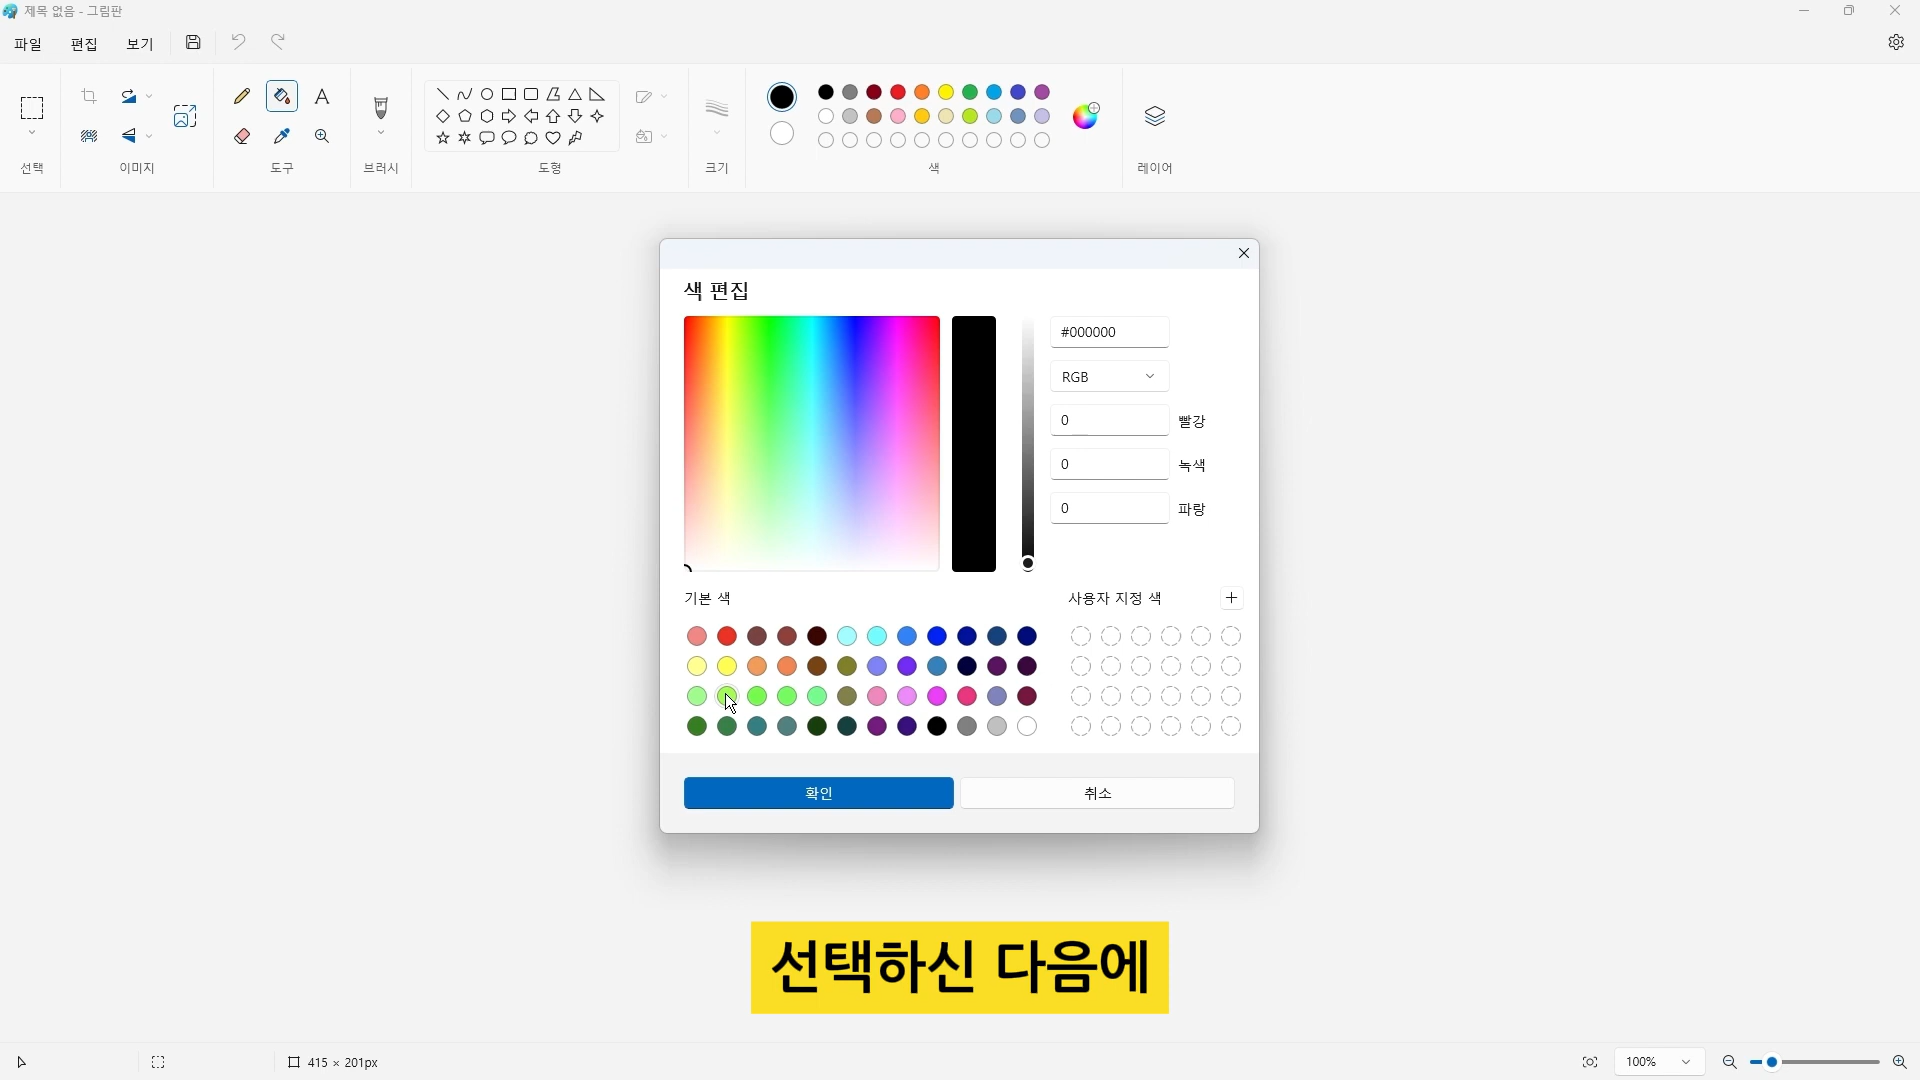 제목 없음 - 그림판
파일 편집 보기
선택 이미지 도구 브러시 도형 크기 색 레이어
색 편집
#000000
RGB
0 빨강
0 녹색
0 파랑
기본 색 사용자 지정 색
확인 취소
선택하신 다음에
415 × 201px 100%